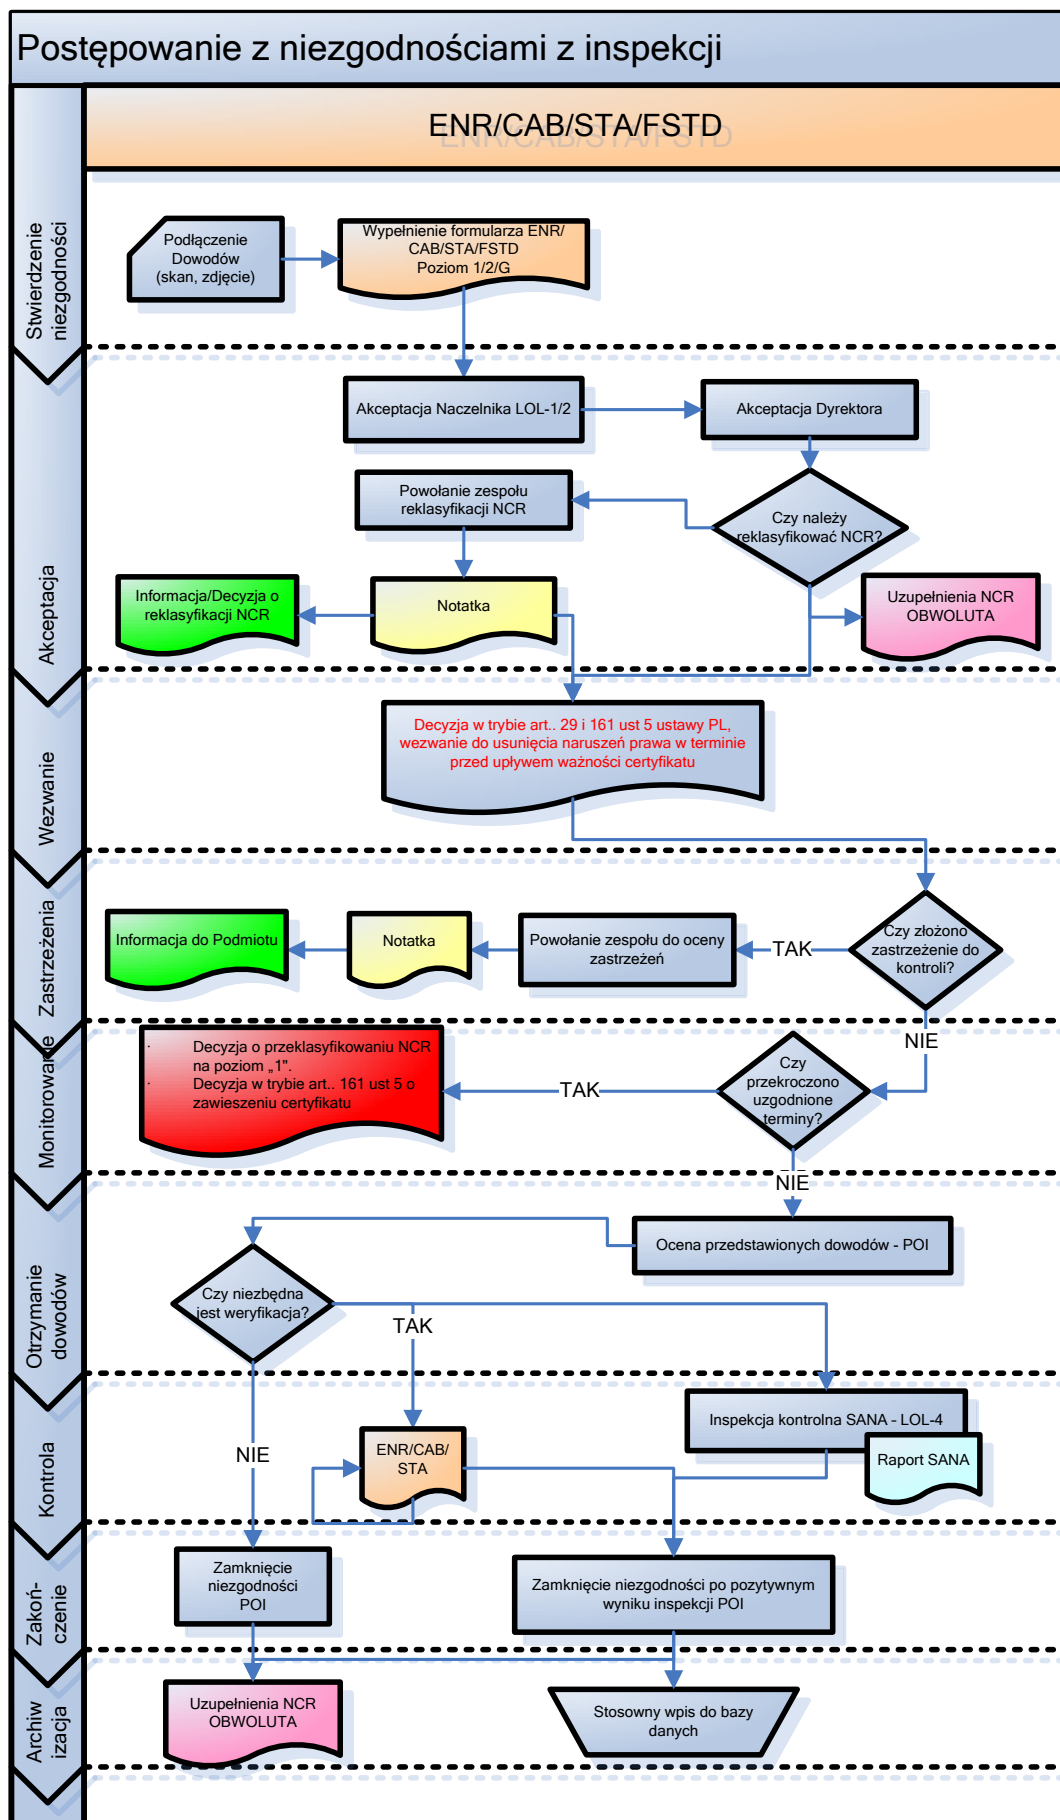 Postępowanie z niezgodnościami z inspekcji
ENR/CAB/STA/FSTD
Stwierdzenie
niezgodności
Podłączenie
Dowodów
(skan, zdjęcie)
Wypełnienie formularza ENR/
CAB/STA/FSTD
Poziom 1/2/G
Akceptacja
Akceptacja Naczelnika LOL-1/2
Akceptacja Dyrektora
Powołanie zespołu
reklasyfikacji NCR
Czy należy
reklasyfikować NCR?
Informacja/Decyzja o
reklasyfikacji NCR
Notatka
Uzupełnienia NCR
OBWOLUTA
Wezwanie
Decyzja w trybie art.. 29 i 161 ust 5 ustawy PL,
wezwanie do usunięcia naruszeń prawa w terminie
przed upływem ważności certyfikatu
Zastrzeżenia
Informacja do Podmiotu
Notatka
Powołanie zespołu do oceny
zastrzeżeń
TAK
Czy złożono
zastrzeżenie do
kontroli?
NIE
Monitorowanie
· Decyzja o przeklasyfikowaniu NCR
na poziom „1”.
· Decyzja w trybie art.. 161 ust 5 o
zawieszeniu certyfikatu
TAK
Czy
przekroczono
uzgodnione
terminy?
NIE
Otrzymanie
dowodów
Ocena przedstawionych dowodów - POI
Czy niezbędna
jest weryfikacja?
TAK
Kontrola
NIE
ENR/CAB/
STA
Inspekcja kontrolna SANA - LOL-4
Raport SANA
Zakoń-
czenie
Zamknięcie
niezgodności
POI
Zamknięcie niezgodności po pozytywnym
wyniku inspekcji POI
Archiw
izacja
Uzupełnienia NCR
OBWOLUTA
Stosowny wpis do bazy
danych